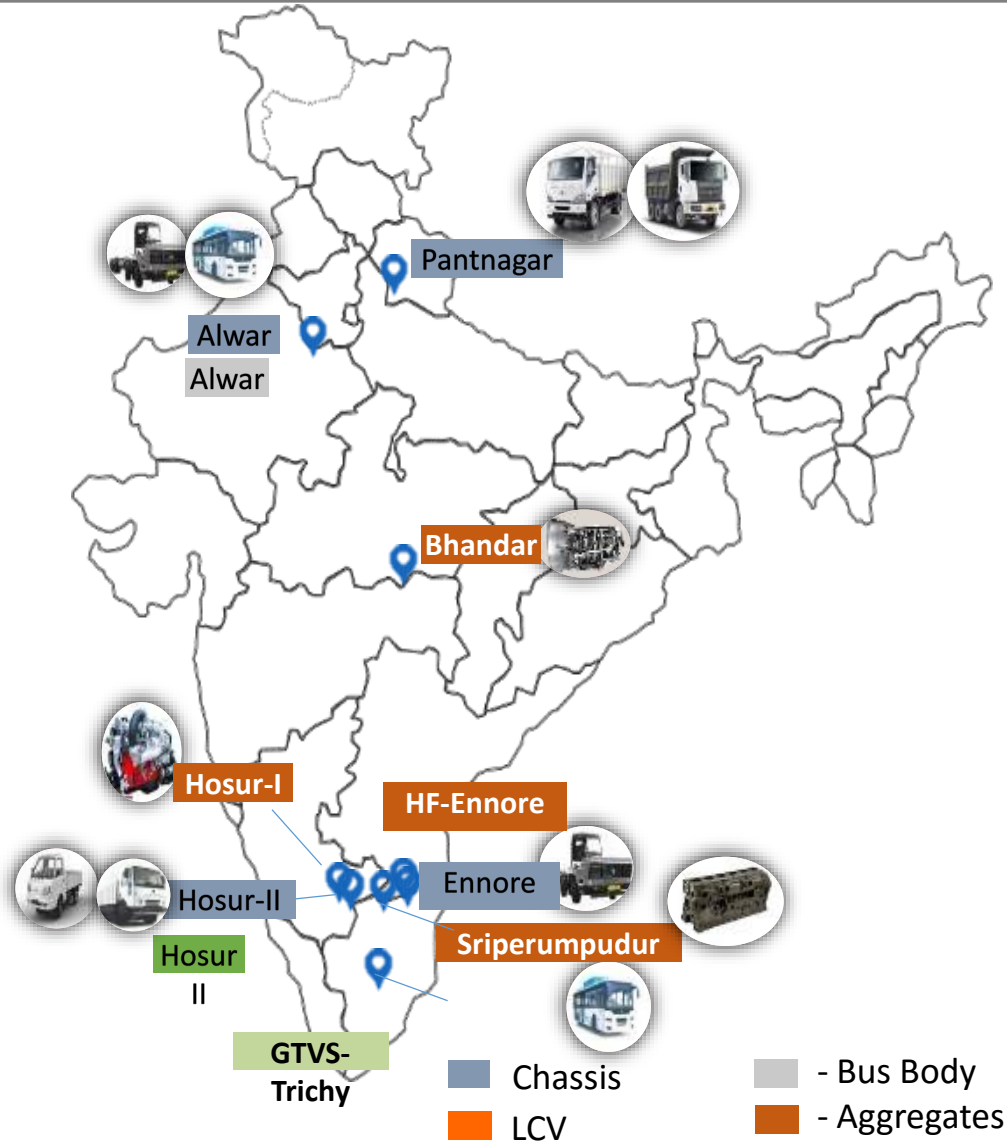 Pantnagar
Alwar
Alwar
Bhandar
Hosur-I
HF-Ennore
Ennore
Hosur-II
Sriperumpudur
Hosur
II
GTVS-
Trichy
Chassis
- Bus Body
LCV
- Aggregates